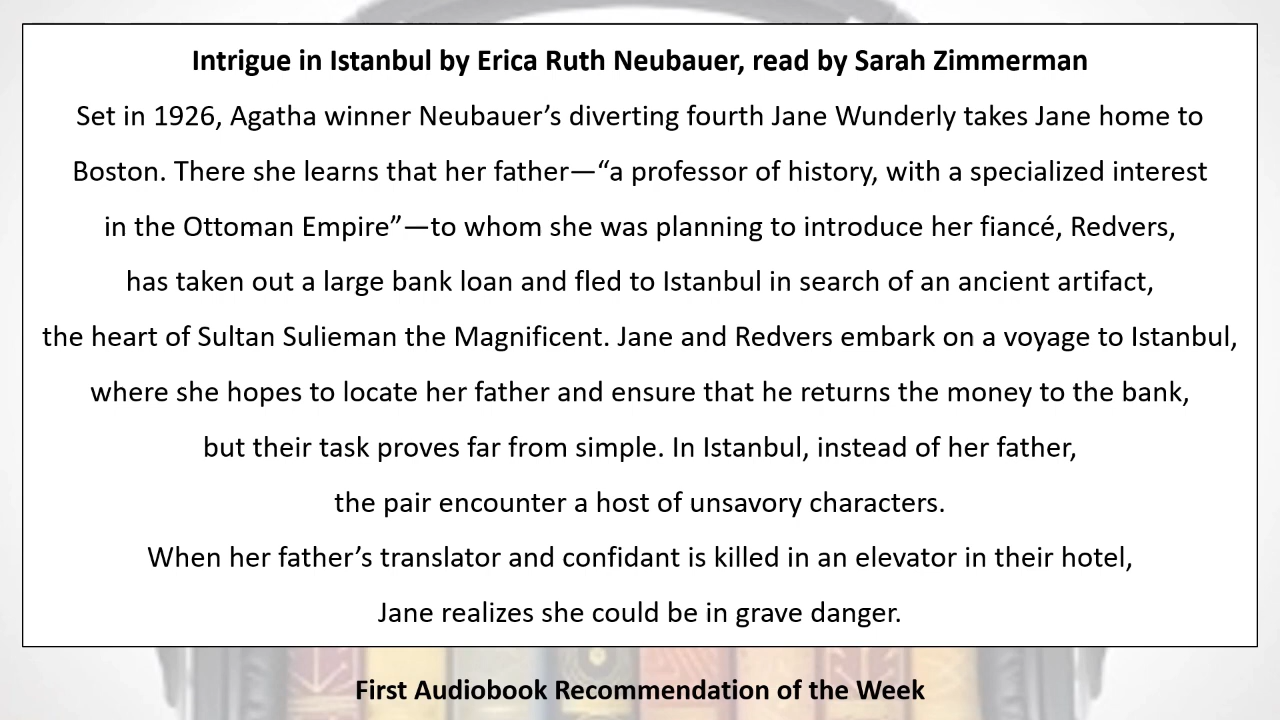 Intrigue in Istanbul by Erica Ruth Neubauer, read by Sarah Zimmerman
Set in 1926, Agatha winner Neubauer’s diverting fourth Jane Wunderly takes Jane home to
Boston. There she learns that her father—“a professor of history, with a specialized interest
in the Ottoman Empire”—to whom she was planning to introduce her fiancé, Redvers,
has taken out a large bank loan and fled to Istanbul in search of an ancient artifact,
the heart of Sultan Sulieman the Magnificent. Jane and Redvers embark on a voyage to Istanbul,
where she hopes to locate her father and ensure that he returns the money to the bank,
but their task proves far from simple. In Istanbul, instead of her father,
the pair encounter a host of unsavory characters.
When her father’s translator and confidant is killed in an elevator in their hotel,
Jane realizes she could be in grave danger.
First Audiobook Recommendation of the Week